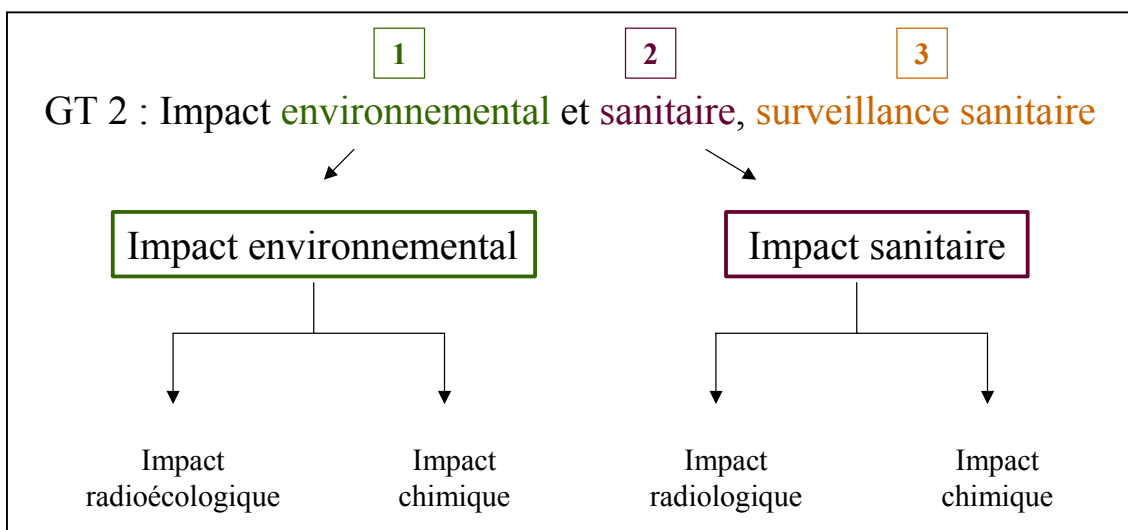 1 2 3
GT 2 : Impact environnemental et sanitaire, surveillance sanitaire
Impact environnemental
Impact sanitaire
Impact
radioécologique
Impact
chimique
Impact
radiologique
Impact
chimique